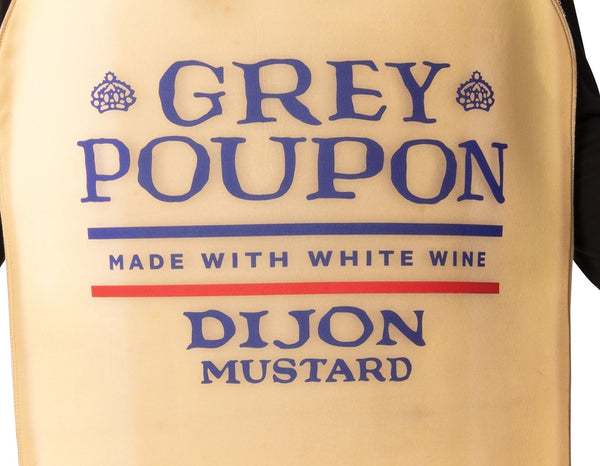 GREY
POUPON
MADE WITH WHITE WINE
DIJON
MUSTARD